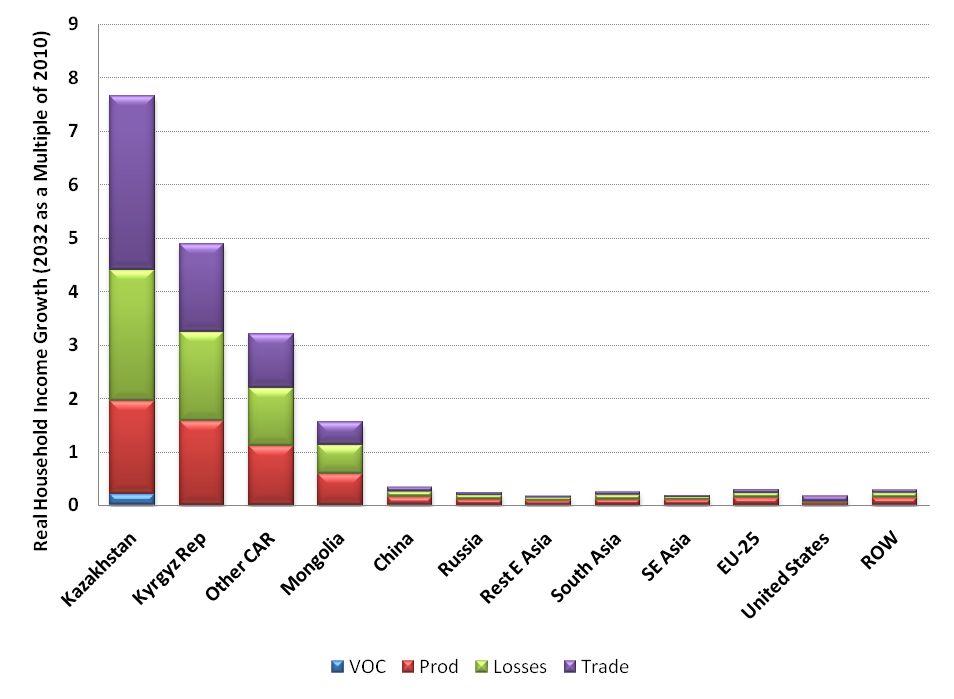 Real Household Income Growth (2032 as a Multiple of 2010)
9
8
7
6
5
4
3
2
1
0
Kazakhstan
Kyrgyz Rep
Other CAR
Mongolia
China
Russia
Rest E Asia
South Asia
SE Asia
EU-25
United States
ROW
VOC Prod Losses Trade